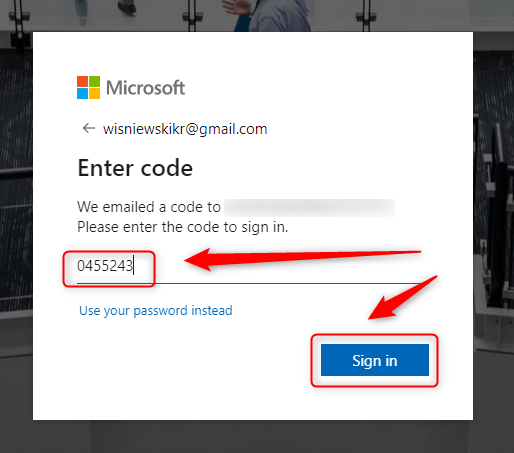 Microsoft
← wisniewskikr@gmail.com
Enter code
We emailed a code to
Please enter the code to sign in.
0455243
Use your password instead
Sign in